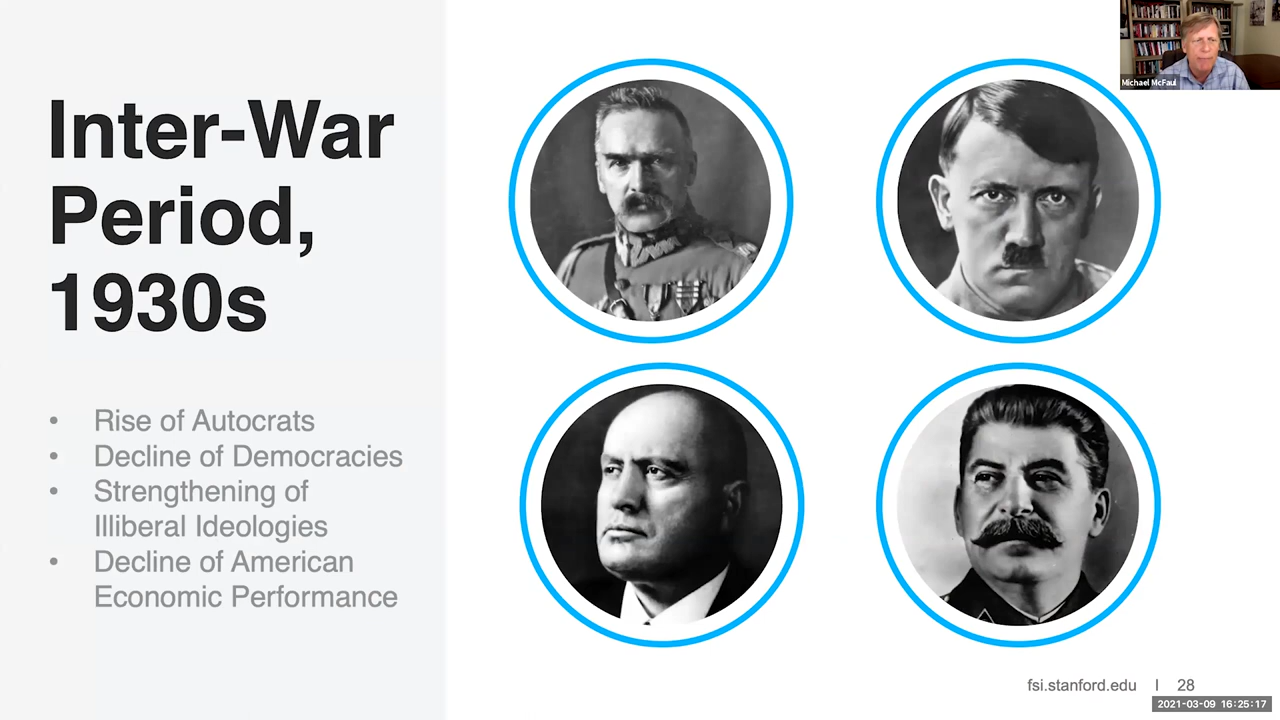 Michael McFaul
Inter-War
Period,
1930s
• Rise of Autocrats
• Decline of Democracies
• Strengthening of
Illiberal Ideologies
• Decline of American
Economic Performance
fsi.stanford.edu | 28
2021-03-09 16:25:17